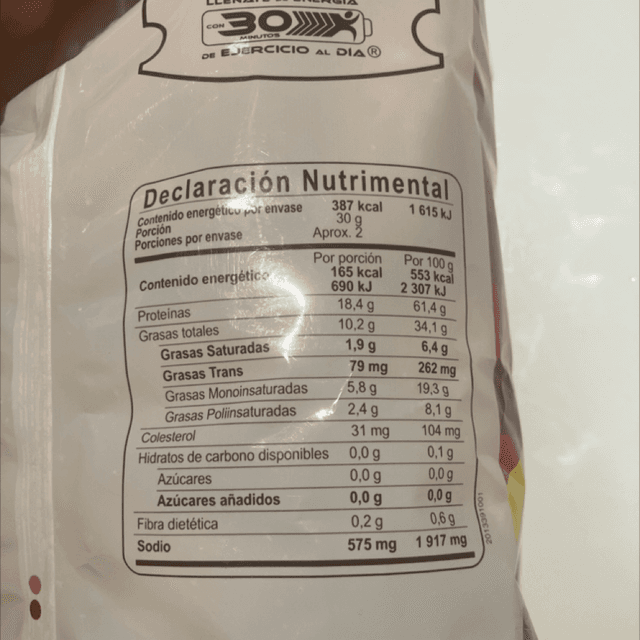 LLÉNATE DE ENERGÍA
CON 30 MINUTOS
DE EJERCICIO AL DÍA®
Declaración Nutrimental
Contenido energético por envase 387 kcal 1 615 kJ
Porción 30 g
Porciones por envase Aprox. 2
Por porción Por 100 g
Contenido energético 165 kcal 553 kcal
690 kJ 2 307 kJ
Proteínas 18,4 g 61,4 g
Grasas totales 10,2 g 34,1 g
Grasas Saturadas 1,9 g 6,4 g
Grasas Trans 79 mg 262 mg
Grasas Monoinsaturadas 5,8 g 19,3 g
Grasas Poliinsaturadas 2,4 g 8,1 g
Colesterol 31 mg 104 mg
Hidratos de carbono disponibles 0,0 g 0,1 g
Azúcares 0,0 g 0,0 g
Azúcares añadidos 0,0 g 0,0 g
Fibra dietética 0,2 g 0,6 g
Sodio 575 mg 1 917 mg